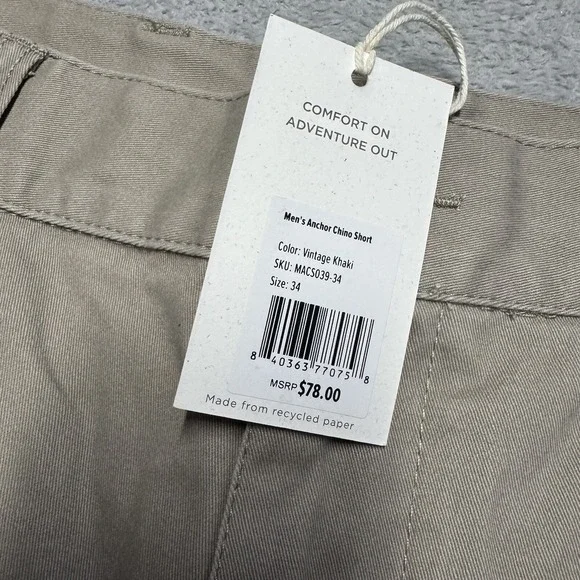 COMFORT ON
ADVENTURE OUT
Men's Anchor Chino Short
Color: Vintage Khaki
SKU: MACS039-34
Size: 34
8 40363 77075 8
MSRP $78.00
Made from recycled paper